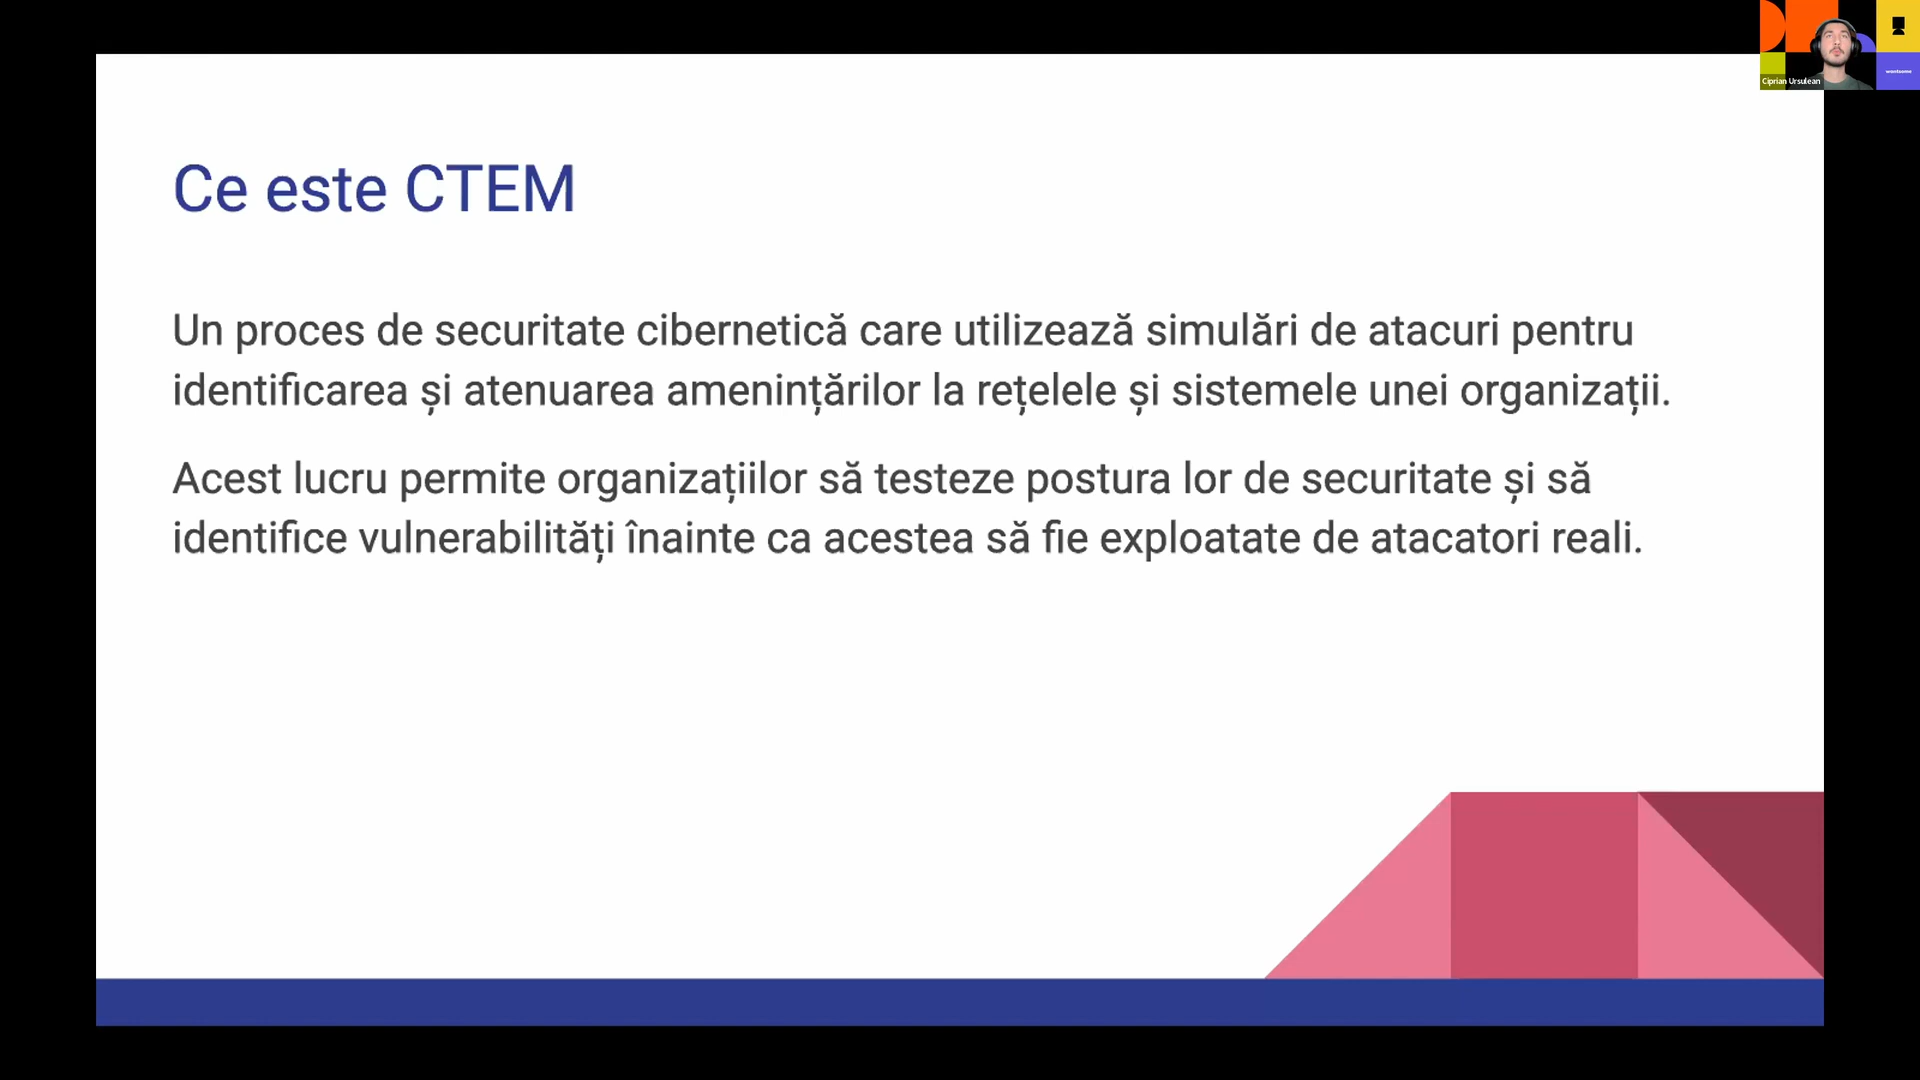 Ce este CTEM
Un proces de securitate cibernetică care utilizează simulări de atacuri pentru
identificarea și atenuarea amenințărilor la rețelele și sistemele unei organizații.
Acest lucru permite organizațiilor să testeze postura lor de securitate și să
identifice vulnerabilități înainte ca acestea să fie exploatate de atacatori reali.
Ciprian Ursulean
wantsome